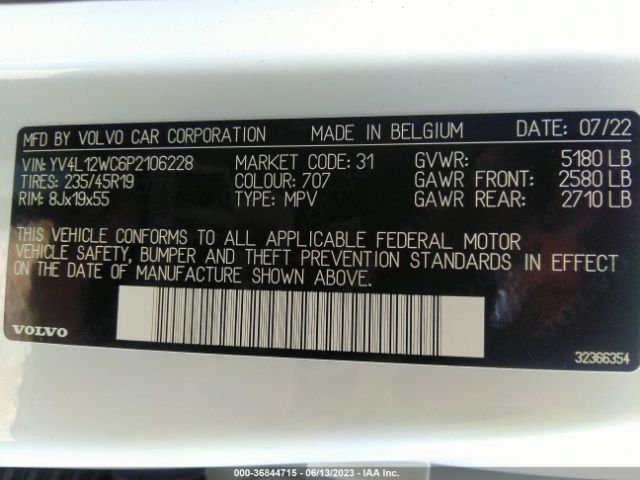 MFD BY VOLVO CAR CORPORATION MADE IN BELGIUM DATE: 07/22
VIN: YV4L12WC6P2106228 MARKET CODE: 31 GVWR: 5180 LB
TIRES: 235/45R19 COLOUR: 707 GAWR FRONT: 2580 LB
RIM: 8Jx19x55 TYPE: MPV GAWR REAR: 2710 LB
THIS VEHICLE CONFORMS TO ALL APPLICABLE FEDERAL MOTOR
VEHICLE SAFETY, BUMPER AND THEFT PREVENTION STANDARDS IN EFFECT
ON THE DATE OF MANUFACTURE SHOWN ABOVE.
VOLVO
32366354
000-36844715 - 06/13/2023 - IAA Inc.